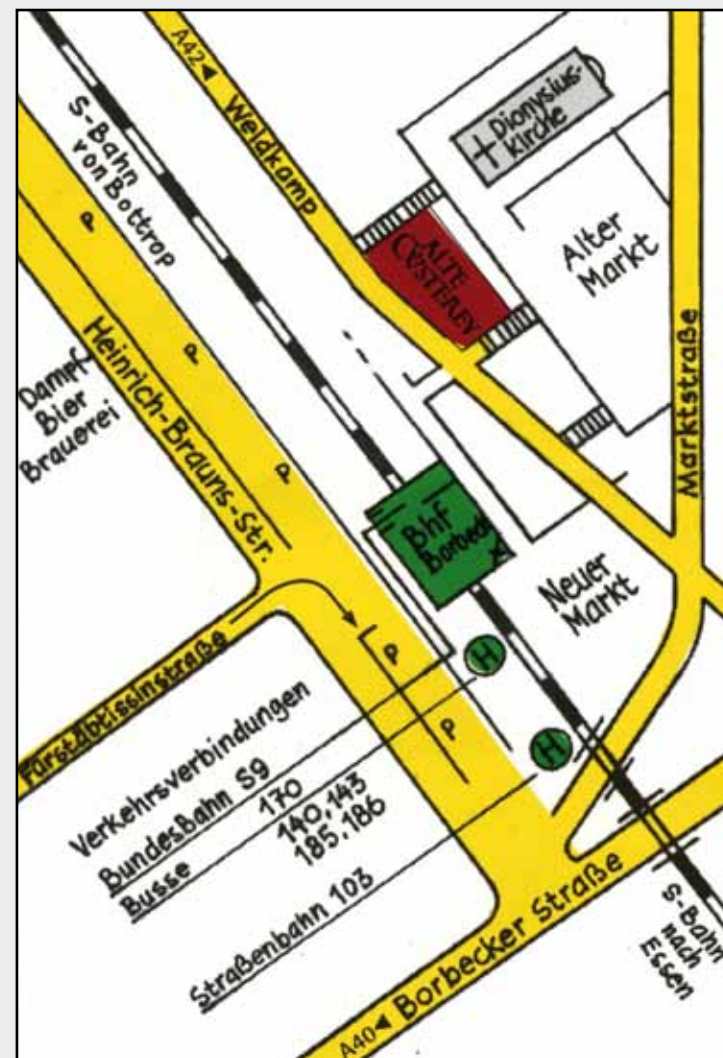 A42
Weidkamp
S-Bahn
von Bottrop
Dionysius-
kirche
ALTE
CÜSTEREY
Alter
Markt
Marktstraße
Heinrich-Brauns-Str.
Dampf
Bier
Brauerei
P
P
P
Bhf
Borbeck
Neuer
Markt
P
P
H
H
Fürstäbtissinstraße
Verkehrsverbindungen
BundesBahn S9
Busse
170
140, 143
185, 186
Straßenbahn 103
Borbecker Straße
A40
S-Bahn
nach
Essen